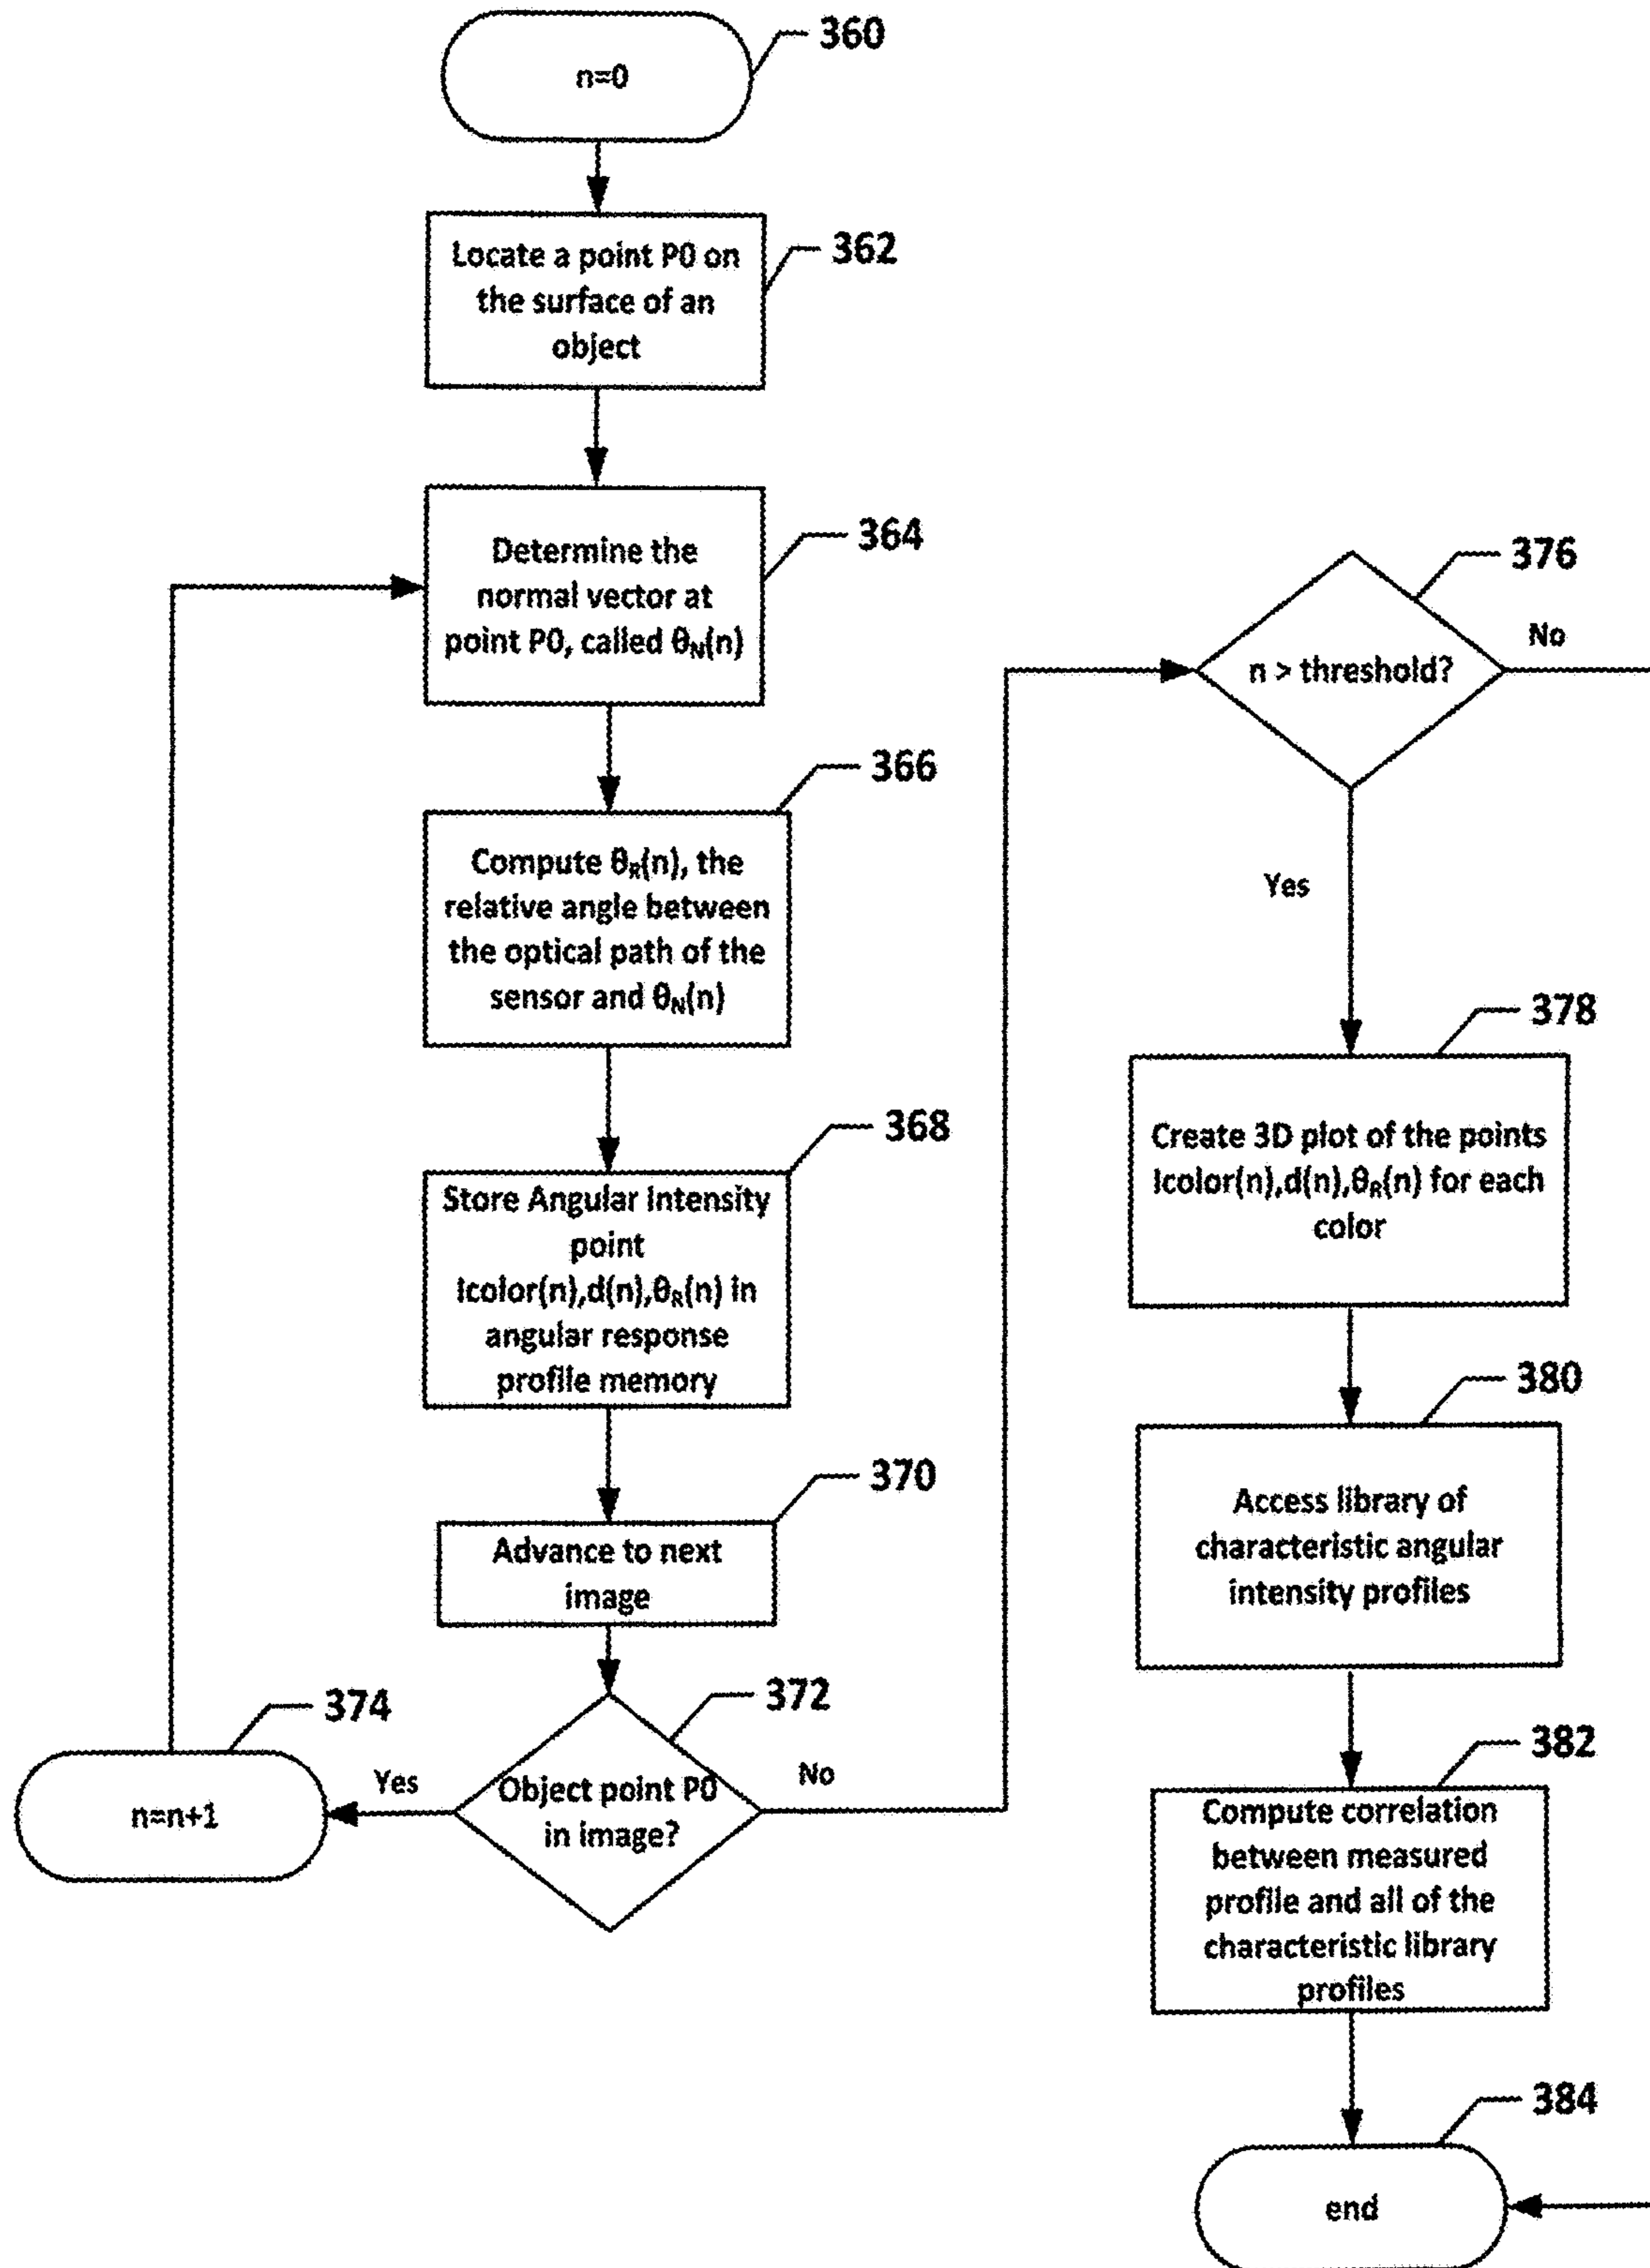 n=0
360
Locate a point P0 on
the surface of an
object
362
Determine the
normal vector at
point P0, called θN(n)
364
Compute θR(n), the
relative angle between
the optical path of the
sensor and θN(n)
366
Store Angular intensity
point
Icolor(n),d(n),θR(n) in
angular response
profile memory
368
Advance to next
image
370
Object point P0
in image?
372
Yes
No
n=n+1
374
n > threshold?
376
No
Yes
Create 3D plot of the points
Icolor(n),d(n),θR(n) for each
color
378
Access library of
characteristic angular
intensity profiles
380
Compute correlation
between measured
profile and all of the
characteristic library
profiles
382
end
384